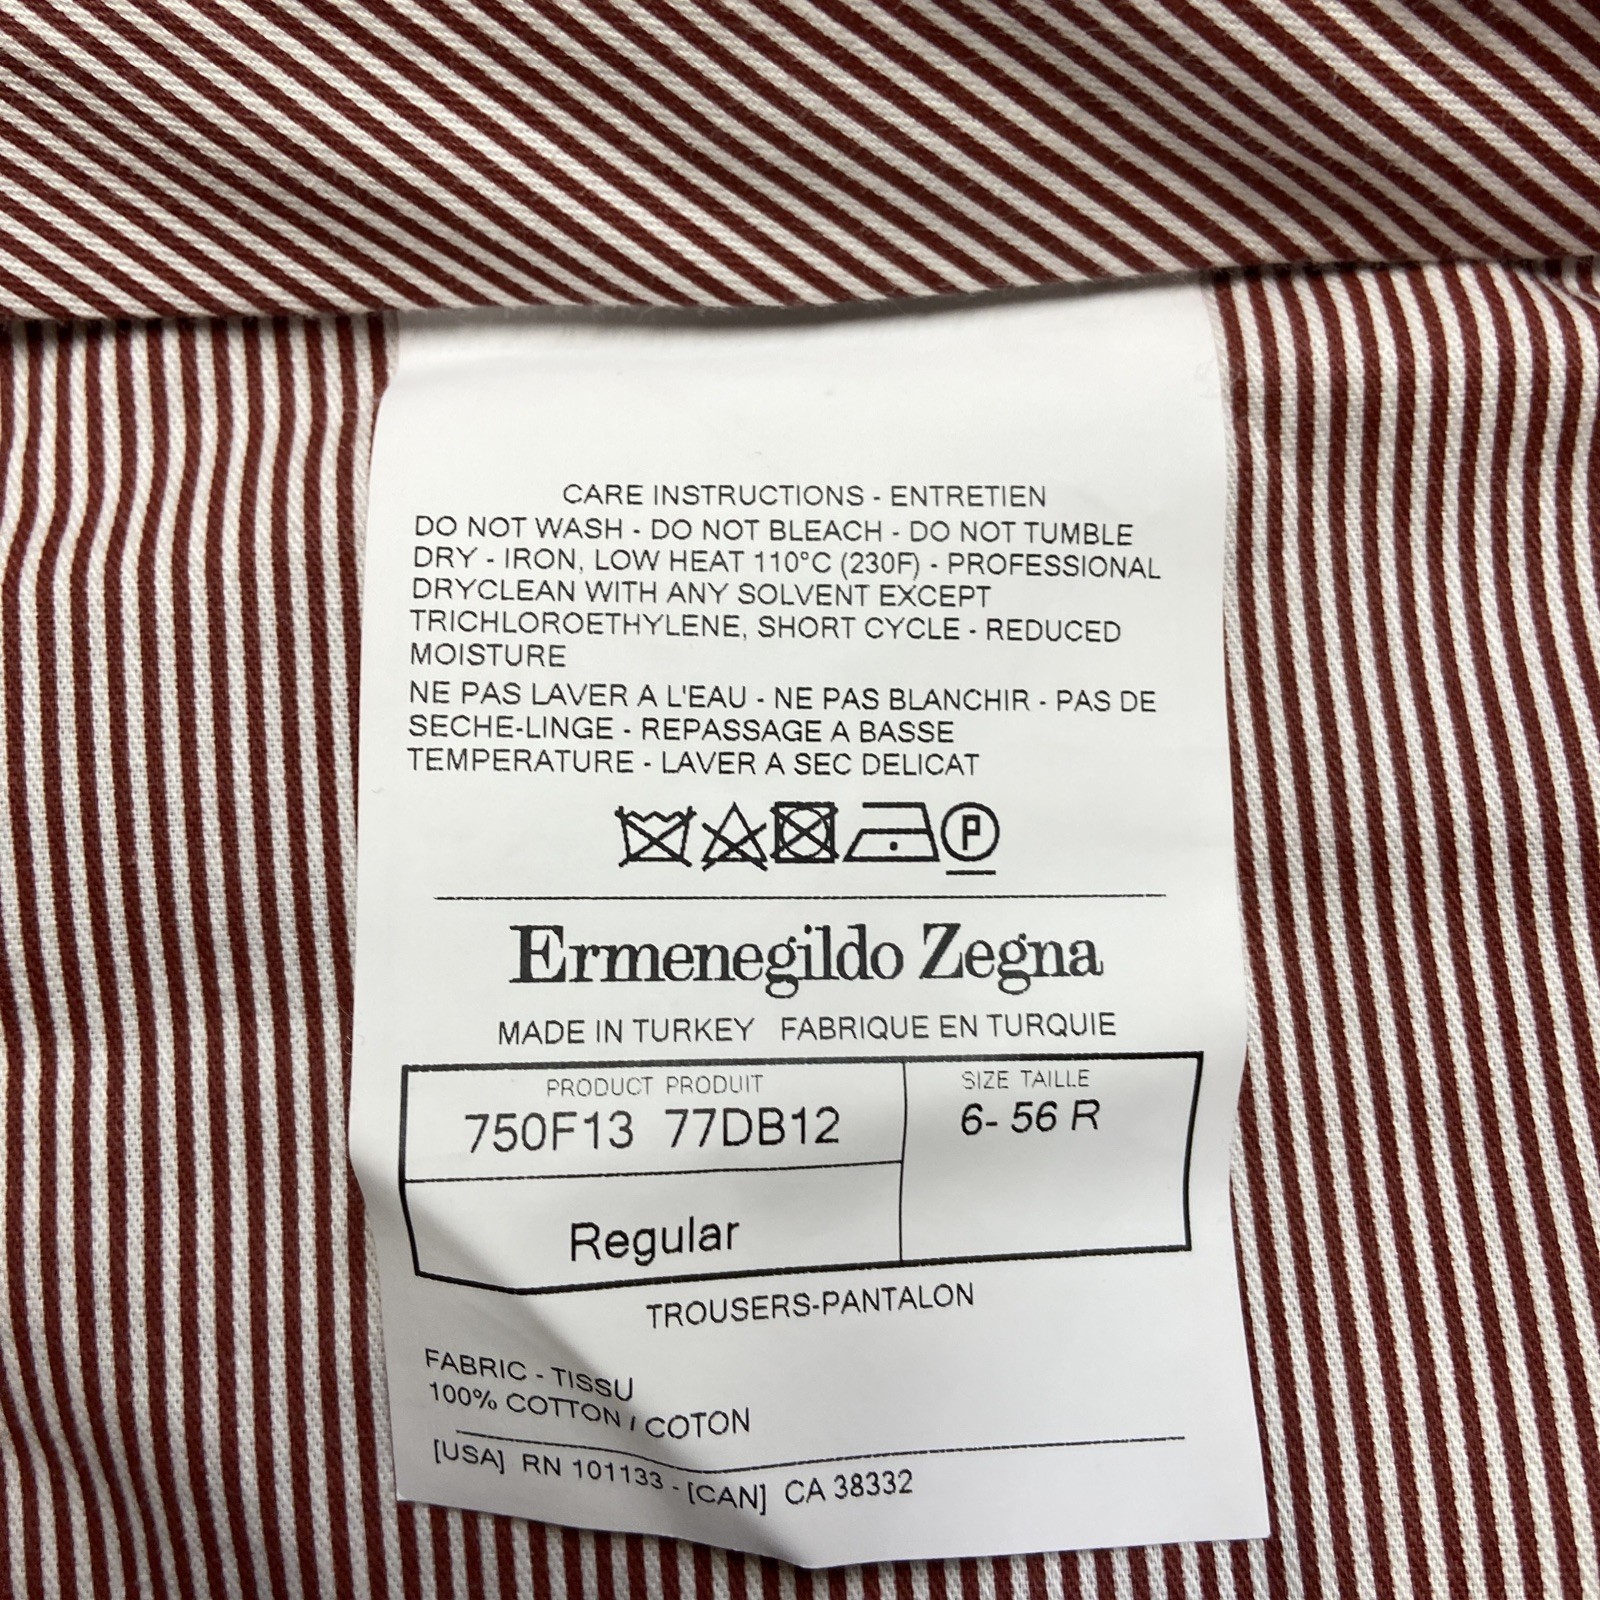 CARE INSTRUCTIONS - ENTRETIEN
DO NOT WASH - DO NOT BLEACH - DO NOT TUMBLE
DRY - IRON, LOW HEAT 110°C (230F) - PROFESSIONAL
DRYCLEAN WITH ANY SOLVENT EXCEPT
TRICHLOROETHYLENE, SHORT CYCLE - REDUCED
MOISTURE
NE PAS LAVER A L'EAU - NE PAS BLANCHIR - PAS DE
SECHE-LINGE - REPASSAGE A BASSE
TEMPERATURE - LAVER A SEC DELICAT
P
Ermenegildo Zegna
MADE IN TURKEY FABRIQUE EN TURQUIE
PRODUCT PRODUIT
750F13 77DB12
SIZE TAILLE
6- 56 R
Regular
TROUSERS-PANTALON
FABRIC - TISSU
100% COTTON / COTON
[USA] RN 101133 - [CAN] CA 38332